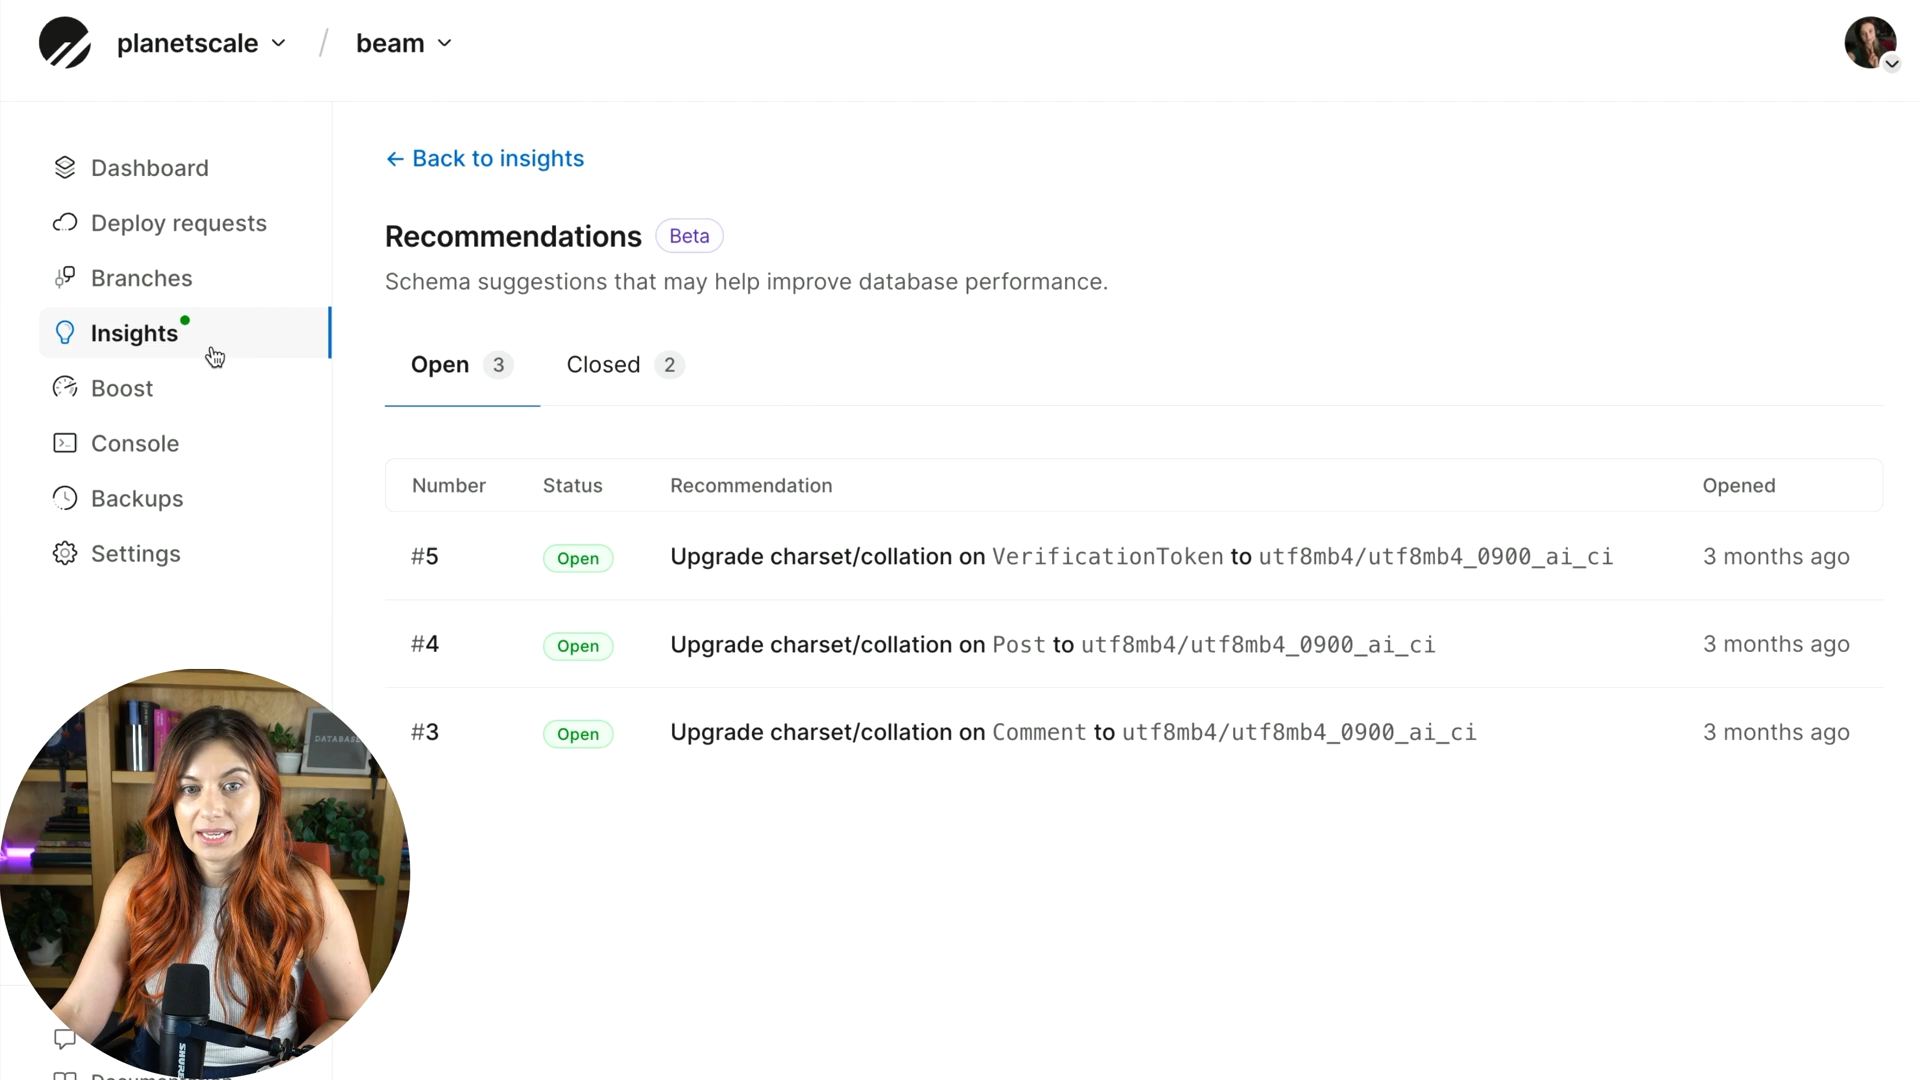 planetscale / beam
Dashboard
Deploy requests
Branches
Insights
Boost
Console
Backups
Settings
← Back to insights
Recommendations Beta
Schema suggestions that may help improve database performance.
Open 3 Closed 2
Number Status Recommendation Opened
#5 Open Upgrade charset/collation on VerificationToken to utf8mb4/utf8mb4_0900_ai_ci 3 months ago
#4 Open Upgrade charset/collation on Post to utf8mb4/utf8mb4_0900_ai_ci 3 months ago
#3 Open Upgrade charset/collation on Comment to utf8mb4/utf8mb4_0900_ai_ci 3 months ago
DATABASE
SHURE